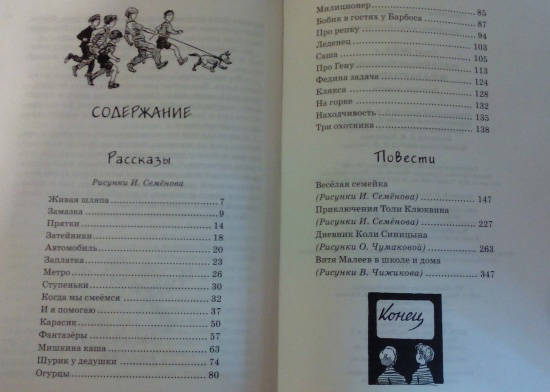 СОДЕРЖАНИЕ
Рассказы
Рисунки И. Семёнова
Живая шляпа 7
Замазка 9
Прятки 14
Затейники 18
Автомобиль 20
Заплатка 23
Метро 26
Ступеньки 30
Когда мы смеёмся 32
И я помогаю 37
Карасик 50
Фантазёры 57
Мишкина каша 63
Шурик у дедушки 74
Огурцы 80
Милиционер 85
Бобик в гостях у Барбоса 87
Про репку 94
Леденец 103
Саша 105
Про Гену 113
Федина задача 124
Клякса 128
На горке 132
Находчивость 135
Три охотника 138
Повести
Весёлая семейка
(Рисунки И. Семёнова) 147
Приключения Толи Клюквина
(Рисунки И. Семёнова) 227
Дневник Коли Синицына
(Рисунки О. Чумаковой) 263
Витя Малеев в школе и дома
(Рисунки В. Чижикова) 347
Конец